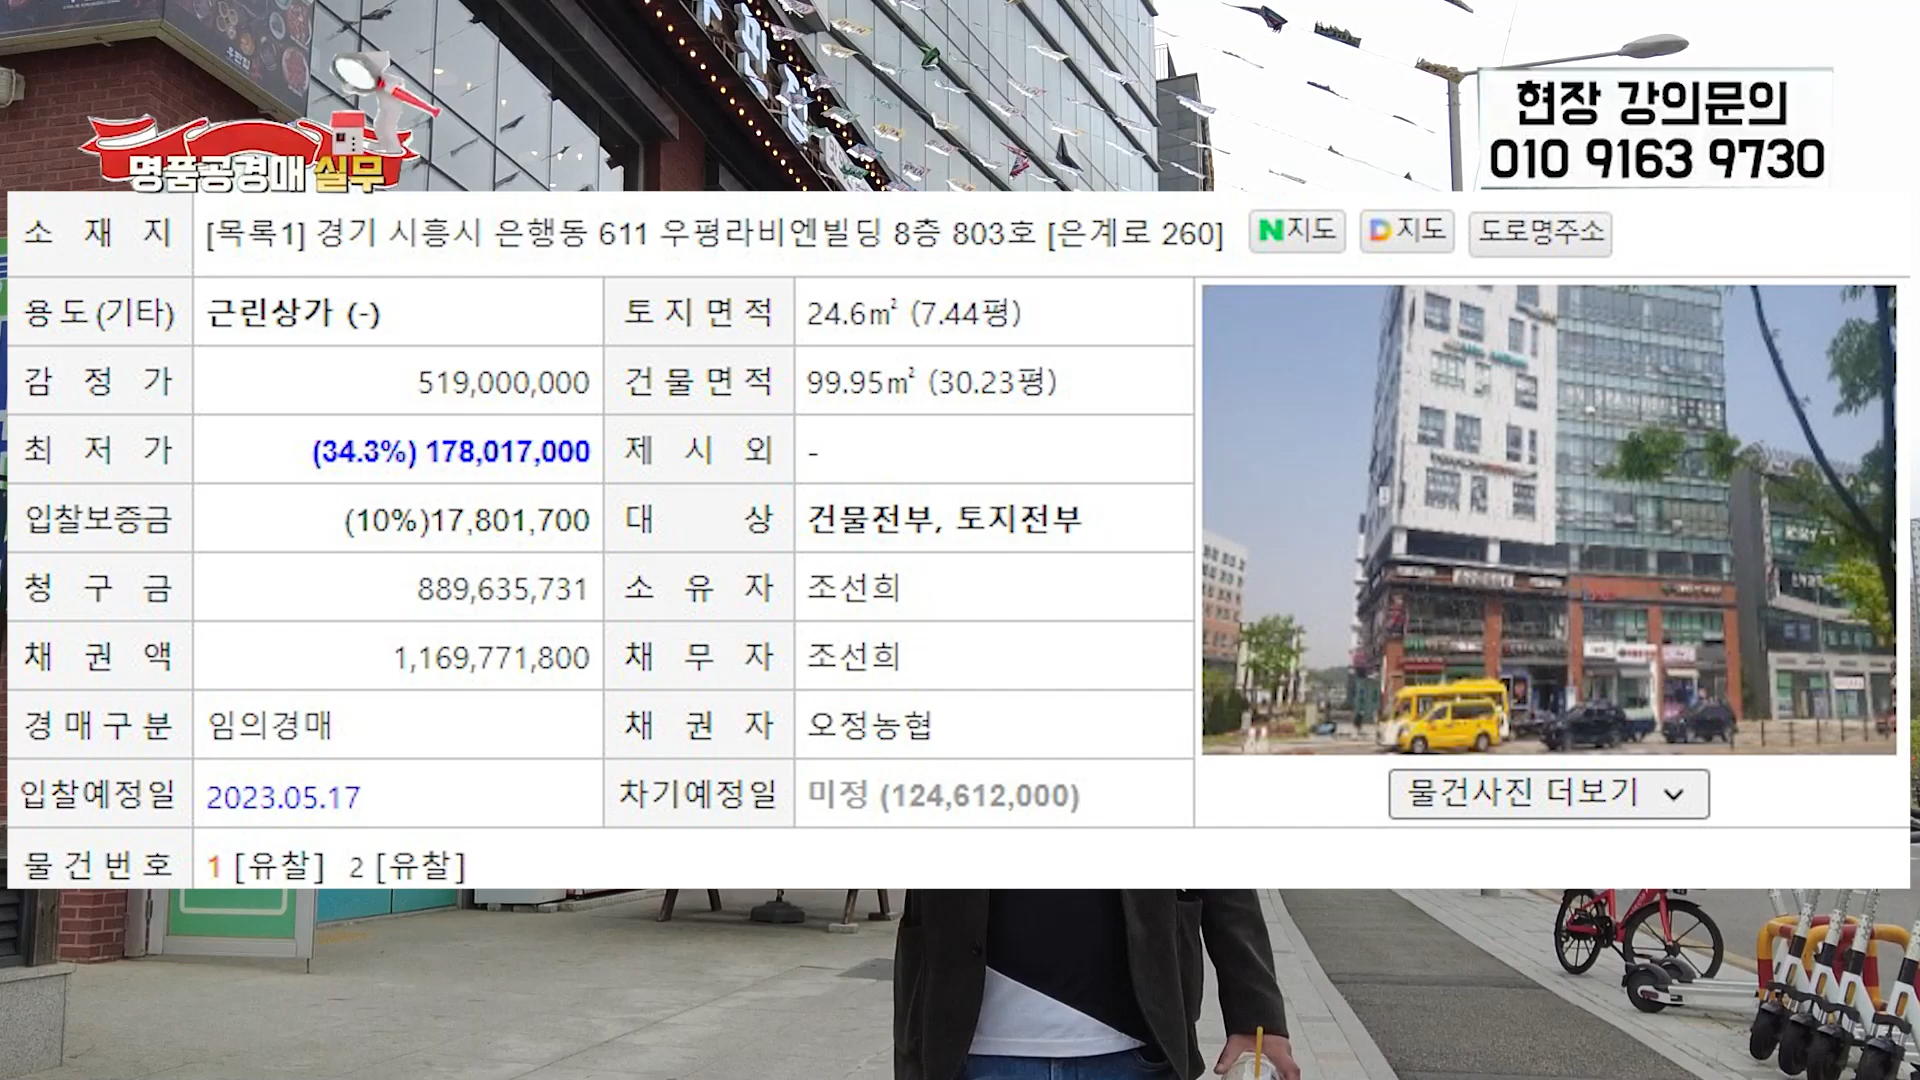 우판집
명품공경매 실무
현장 강의문의
010 9163 9730
소재지 [목록1] 경기 시흥시 은행동 611 우평라비엔빌딩 8층 803호 [은계로 260] N지도 D지도 도로명주소
용도(기타) 근린상가 (-) 토지면적 24.6㎡ (7.44평)
감정가 519,000,000 건물면적 99.95㎡ (30.23평)
최저가 (34.3%) 178,017,000 제시외 -
입찰보증금 (10%)17,801,700 대상 건물전부, 토지전부
청구금 889,635,731 소유자 조선희
채권액 1,169,771,800 채무자 조선희
경매구분 임의경매 채권자 오정농협
입찰예정일 2023.05.17 차기예정일 미정 (124,612,000)
물건사진 더보기
물건번호 1 [유찰] 2 [유찰]